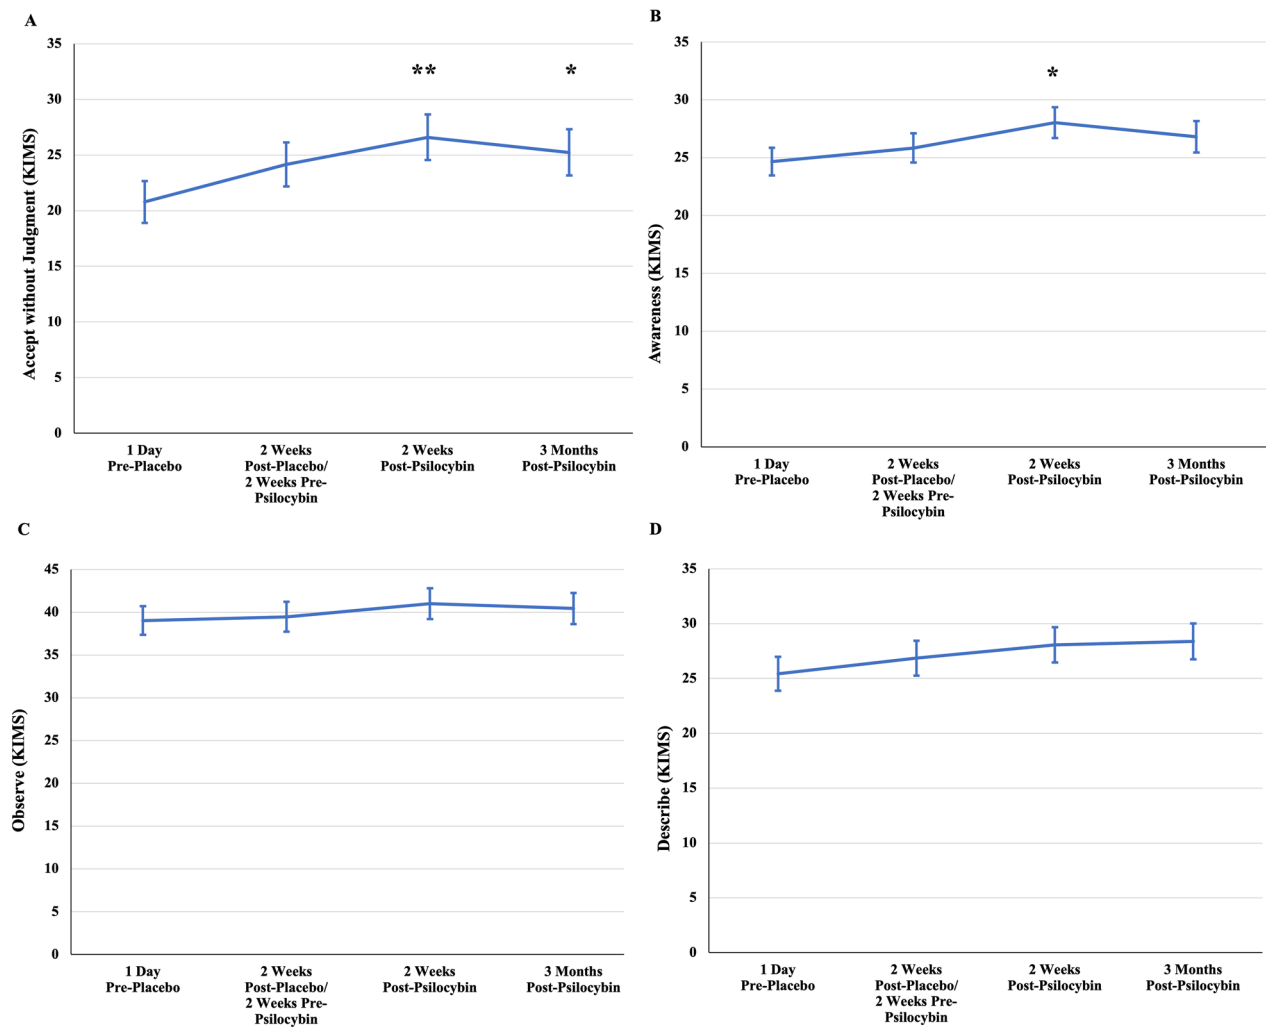 A
35
30
25
20
15
10
5
0
Accept without Judgment (KIMS)
**
*
1 Day
Pre-Placebo
2 Weeks
Post-Placebo/
2 Weeks Pre-
Psilocybin
2 Weeks
Post-Psilocybin
3 Months
Post-Psilocybin
B
35
30
25
20
15
10
5
0
Awareness (KIMS)
*
1 Day
Pre-Placebo
2 Weeks
Post-Placebo/
2 Weeks Pre-
Psilocybin
2 Weeks
Post-Psilocybin
3 Months
Post-Psilocybin
C
45
40
35
30
25
20
15
10
5
0
Observe (KIMS)
1 Day
Pre-Placebo
2 Weeks
Post-Placebo/
2 Weeks Pre-
Psilocybin
2 Weeks
Post-Psilocybin
3 Months
Post-Psilocybin
D
35
30
25
20
15
10
5
0
Describe (KIMS)
1 Day
Pre-Placebo
2 Weeks
Post-Placebo/
2 Weeks Pre-
Psilocybin
2 Weeks
Post-Psilocybin
3 Months
Post-Psilocybin